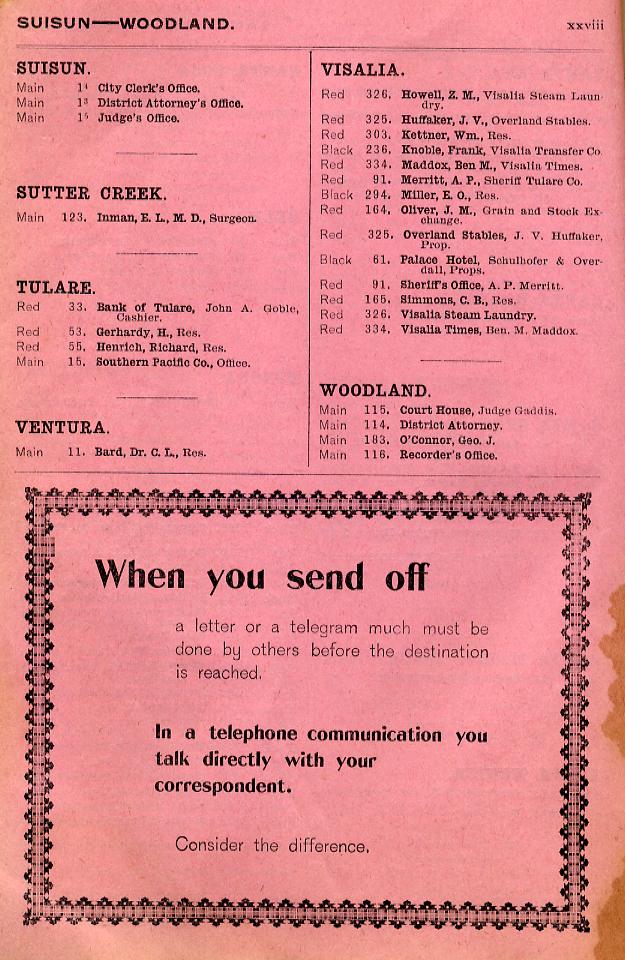 SUISUN—WOODLAND.
xxviii
SUISUN.
Main 1⁴ City Clerk's Office.
Main 1³ District Attorney's Office.
Main 1⁵ Judge's Office.
SUTTER CREEK.
Main 123. Inman, E. L., M. D., Surgeon.
TULARE.
Red 33. Bank of Tulare, John A. Goble,
Cashier.
Red 53. Gerhardy, H., Res.
Red 55. Henrich, Richard, Res.
Main 15. Southern Pacific Co., Office.
VENTURA.
Main 11. Bard, Dr. C. L., Res.
VISALIA.
Red 326. Howell, Z. M., Visalia Steam Laun-
dry.
Red 325. Huffaker, J. V., Overland Stables.
Red 303. Kettner, Wm., Res.
Black 236. Knoble, Frank, Visalia Transfer Co.
Red 334. Maddox, Ben M., Visalia Times.
Red 91. Merritt, A. P., Sheriff Tulare Co.
Black 294. Miller, E. O., Res.
Red 164. Oliver, J. M., Grain and Stock Ex-
change.
Red 325. Overland Stables, J. V. Huffaker,
Prop.
Black 61. Palace Hotel, Schulhofer & Over-
dall, Props.
Red 91. Sheriff's Office, A. P. Merritt.
Red 165. Simmons, C. B., Res.
Red 326. Visalia Steam Laundry.
Red 334. Visalia Times, Ben. M. Maddox.
WOODLAND.
Main 115. Court House, Judge Gaddis.
Main 114. District Attorney.
Main 183. O'Connor, Geo. J.
Main 116. Recorder's Office.
When you send off
a letter or a telegram much must be
done by others before the destination
is reached.
In a telephone communication you
talk directly with your
correspondent.
Consider the difference.